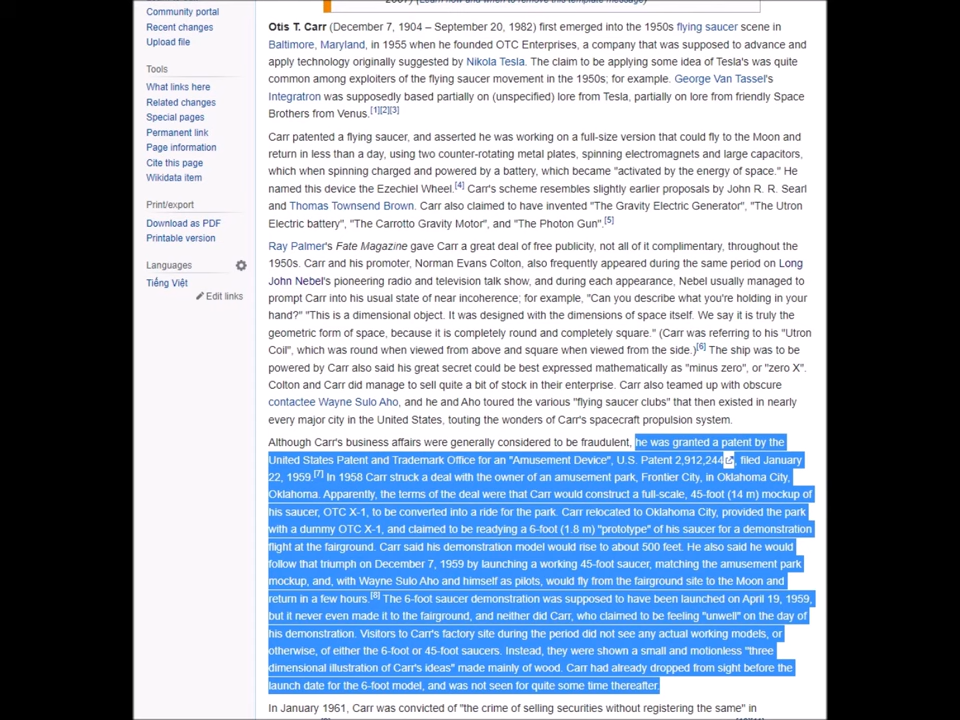 Community portal
Recent changes
Upload file
Tools
What links here
Related changes
Special pages
Permanent link
Page information
Cite this page
Wikidata item
Print/export
Download as PDF
Printable version
Languages
Tiếng Việt
Edit links
Otis T. Carr (December 7, 1904 – September 20, 1982) first emerged into the 1950s flying saucer scene in
Baltimore, Maryland, in 1955 when he founded OTC Enterprises, a company that was supposed to advance and
apply technology originally suggested by Nikola Tesla. The claim to be applying some idea of Tesla's was quite
common among exploiters of the flying saucer movement in the 1950s; for example. George Van Tassel's
Integratron was supposedly based partially on (unspecified) lore from Tesla, partially on lore from friendly Space
Brothers from Venus.[1][2][3]
Carr patented a flying saucer, and asserted he was working on a full-size version that could fly to the Moon and
return in less than a day, using two counter-rotating metal plates, spinning electromagnets and large capacitors,
which when spinning charged and powered by a battery, which became "activated by the energy of space." He
named this device the Ezechiel Wheel.[4] Carr's scheme resembles slightly earlier proposals by John R. R. Searl
and Thomas Townsend Brown. Carr also claimed to have invented "The Gravity Electric Generator", "The Utron
Electric battery", "The Carrotto Gravity Motor", and "The Photon Gun".[5]
Ray Palmer's Fate Magazine gave Carr a great deal of free publicity, not all of it complimentary, throughout the
1950s. Carr and his promoter, Norman Evans Colton, also frequently appeared during the same period on Long
John Nebel's pioneering radio and television talk show, and during each appearance, Nebel usually managed to
prompt Carr into his usual state of near incoherence; for example, "Can you describe what you're holding in your
hand?" "This is a dimensional object. It was designed with the dimensions of space itself. We say it is truly the
geometric form of space, because it is completely round and completely square." (Carr was referring to his "Utron
Coil", which was round when viewed from above and square when viewed from the side.)[6] The ship was to be
powered by Carr also said his great secret could be best expressed mathematically as "minus zero", or "zero X".
Colton and Carr did manage to sell quite a bit of stock in their enterprise. Carr also teamed up with obscure
contactee Wayne Sulo Aho, and he and Aho toured the various "flying saucer clubs" that then existed in nearly
every major city in the United States, touting the wonders of Carr's spacecraft propulsion system.
Although Carr's business affairs were generally considered to be fraudulent, he was granted a patent by the
United States Patent and Trademark Office for an "Amusement Device", U.S. Patent 2,912,244, filed January
22, 1959.[7] In 1958 Carr struck a deal with the owner of an amusement park, Frontier City, in Oklahoma City,
Oklahoma. Apparently, the terms of the deal were that Carr would construct a full-scale, 45-foot (14 m) mockup of
his saucer, OTC X-1, to be converted into a ride for the park. Carr relocated to Oklahoma City, provided the park
with a dummy OTC X-1, and claimed to be readying a 6-foot (1.8 m) "prototype" of his saucer for a demonstration
flight at the fairground. Carr said his demonstration model would rise to about 500 feet. He also said he would
follow that triumph on December 7, 1959 by launching a working 45-foot saucer, matching the amusement park
mockup, and, with Wayne Sulo Aho and himself as pilots, would fly from the fairground site to the Moon and
return in a few hours.[8] The 6-foot saucer demonstration was supposed to have been launched on April 19, 1959,
but it never even made it to the fairground, and neither did Carr, who claimed to be feeling "unwell" on the day of
his demonstration. Visitors to Carr's factory site during the period did not see any actual working models, or
otherwise, of either the 6-foot or 45-foot saucers. Instead, they were shown a small and motionless "three
dimensional illustration of Carr's ideas" made mainly of wood. Carr had already dropped from sight before the
launch date for the 6-foot model, and was not seen for quite some time thereafter.
In January 1961, Carr was convicted of "the crime of selling securities without registering the same" in